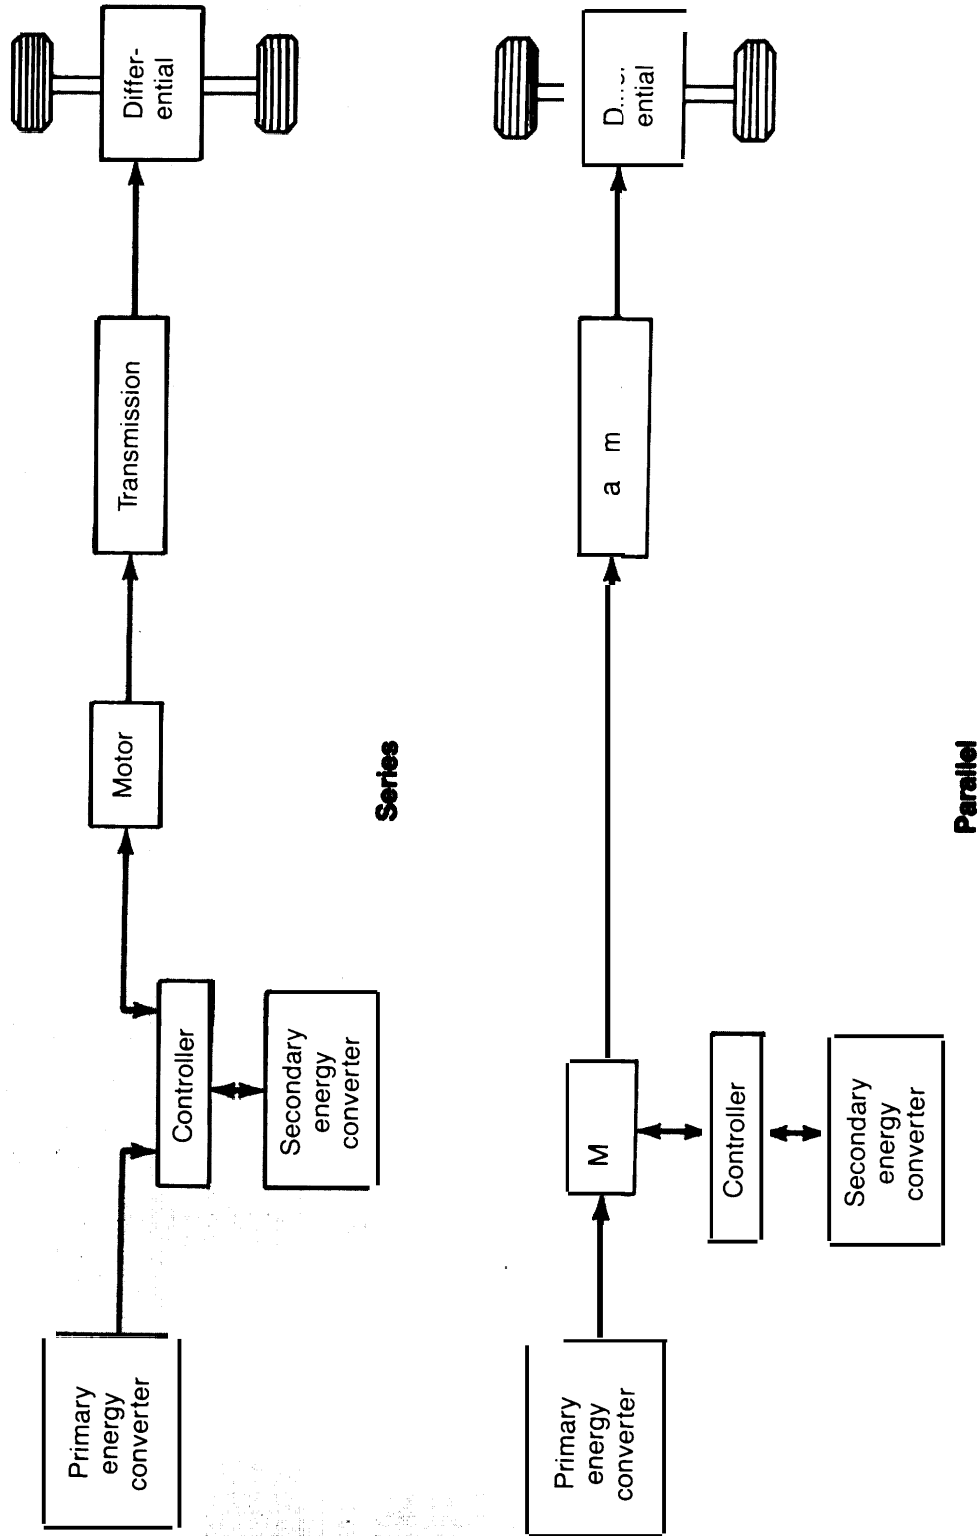 Primary
energy
converter
Controller
Secondary
energy
converter
Motor
Transmission
Differ-
ential
Series
Primary
energy
converter
M
Controller
Secondary
energy
converter
a m
ential
Parallel